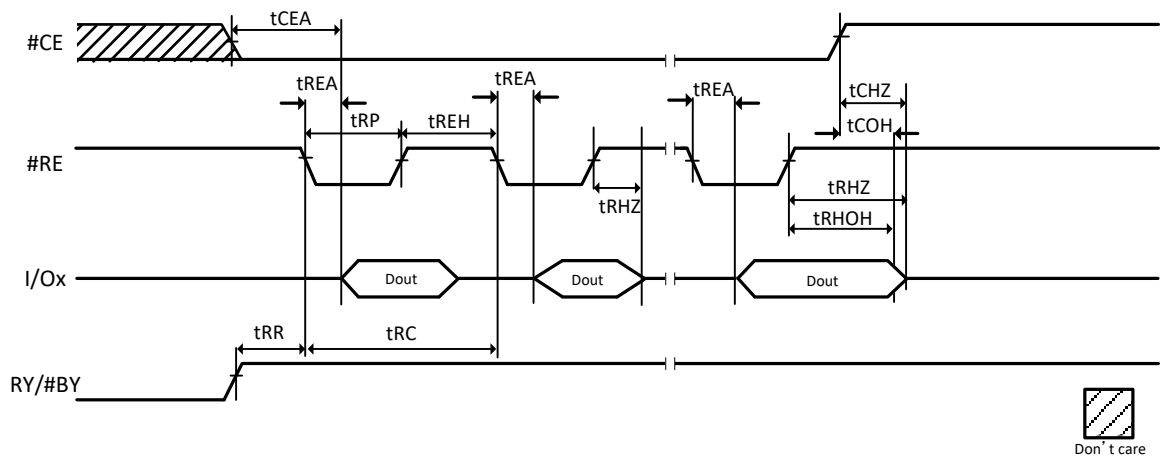 tCEA
#CE
tREA
tREA
tREA
tCHZ
tRP
tREH
tCOH
#RE
tRHZ
tRHZ
tRHOH
I/Ox
Dout
Dout
Dout
tRR
tRC
RY/#BY
Don't care